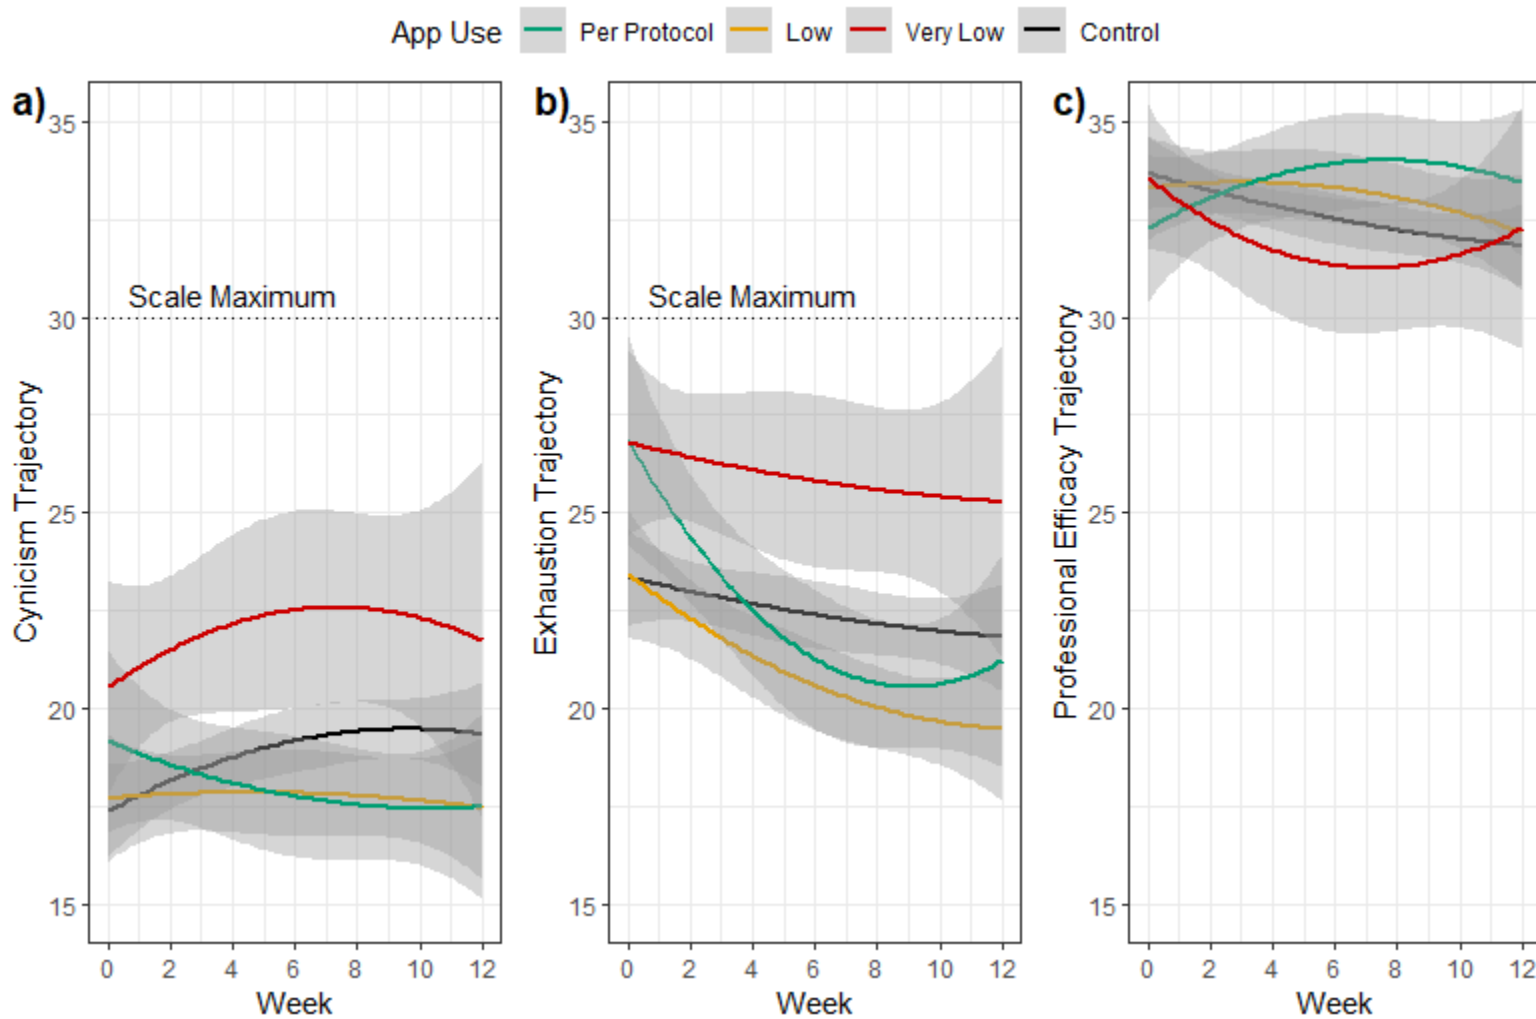 App Use Per Protocol Low Very Low Control
a)
Cynicism Trajectory
35
30
25
20
15
Scale Maximum
0 2 4 6 8 10 12
Week
b)
Exhaustion Trajectory
35
30
25
20
15
Scale Maximum
0 2 4 6 8 10 12
Week
c)
Professional Efficacy Trajectory
35
30
25
20
15
0 2 4 6 8 10 12
Week